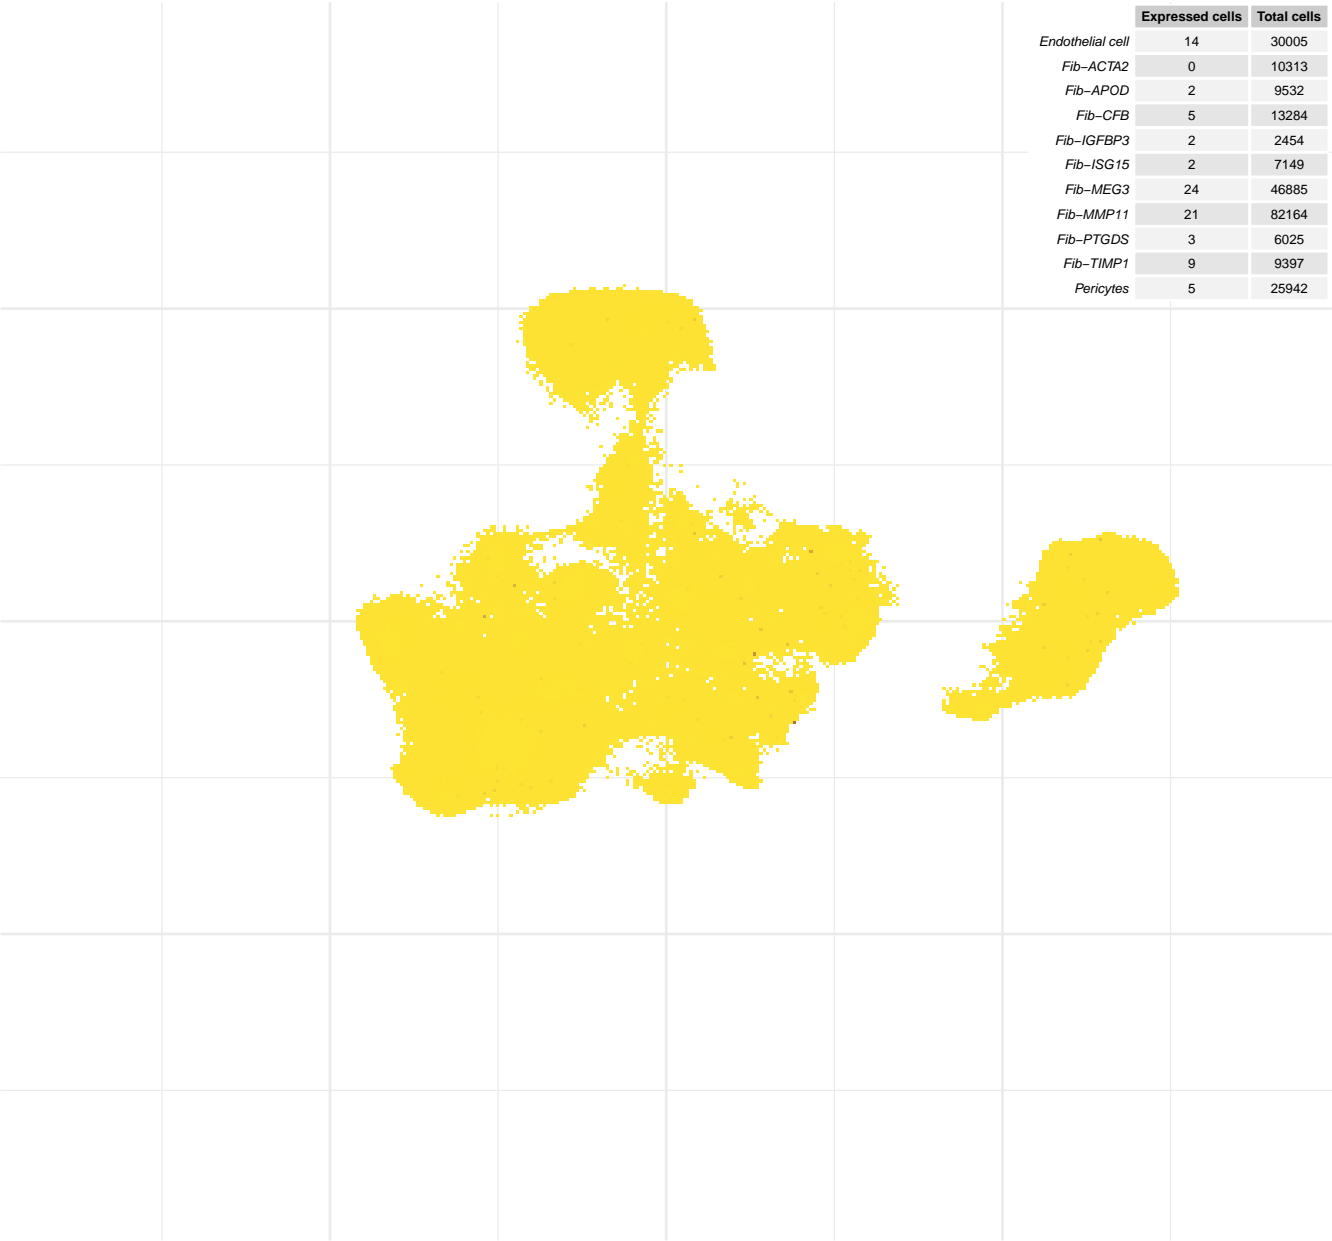 Expressed cells Total cells
Endothelial cell 14 30005
Fib−ACTA2 0 10313
Fib−APOD 2 9532
Fib−CFB 5 13284
Fib−IGFBP3 2 2454
Fib−ISG15 2 7149
Fib−MEG3 24 46885
Fib−MMP11 21 82164
Fib−PTGDS 3 6025
Fib−TIMP1 9 9397
Pericytes 5 25942